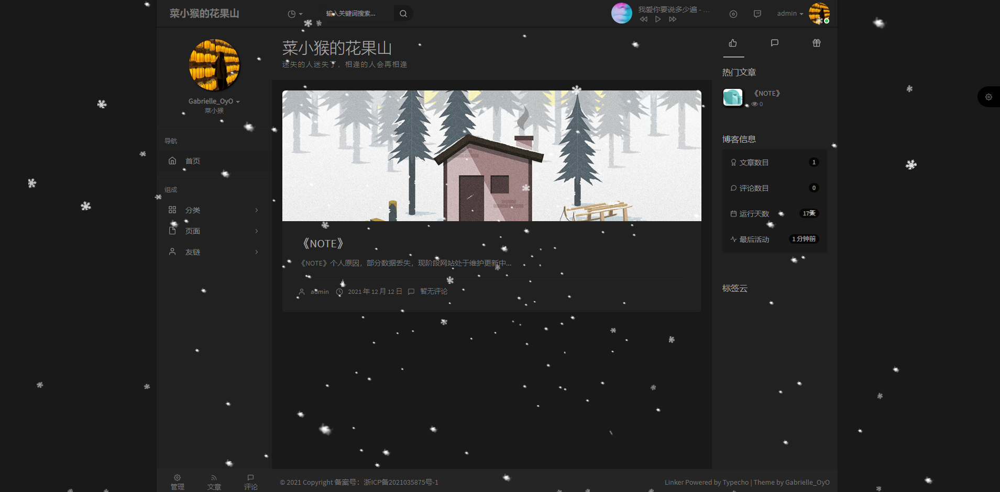 菜小猴的花果山
输入关键词搜索...
我爱你要说多少遍 - ...
admin
Gabrielle_OyO
菜小猴
导航
首页
组成
分类
页面
友链
管理
文章
评论
菜小猴的花果山
迷失的人迷失了，相逢的人会再相逢
《NOTE》
《NOTE》个人原因，部分数据丢失，现阶段网站处于维护更新中...
admin
2021 年 12 月 12 日
暂无评论
热门文章
《NOTE》
0
博客信息
文章数目 1
评论数目 0
运行天数 17天
最后活动 1 分钟前
标签云
© 2021 Copyright 备案号：浙ICP备2021035875号-1
Linker Powered by Typecho | Theme by Gabrielle_OyO